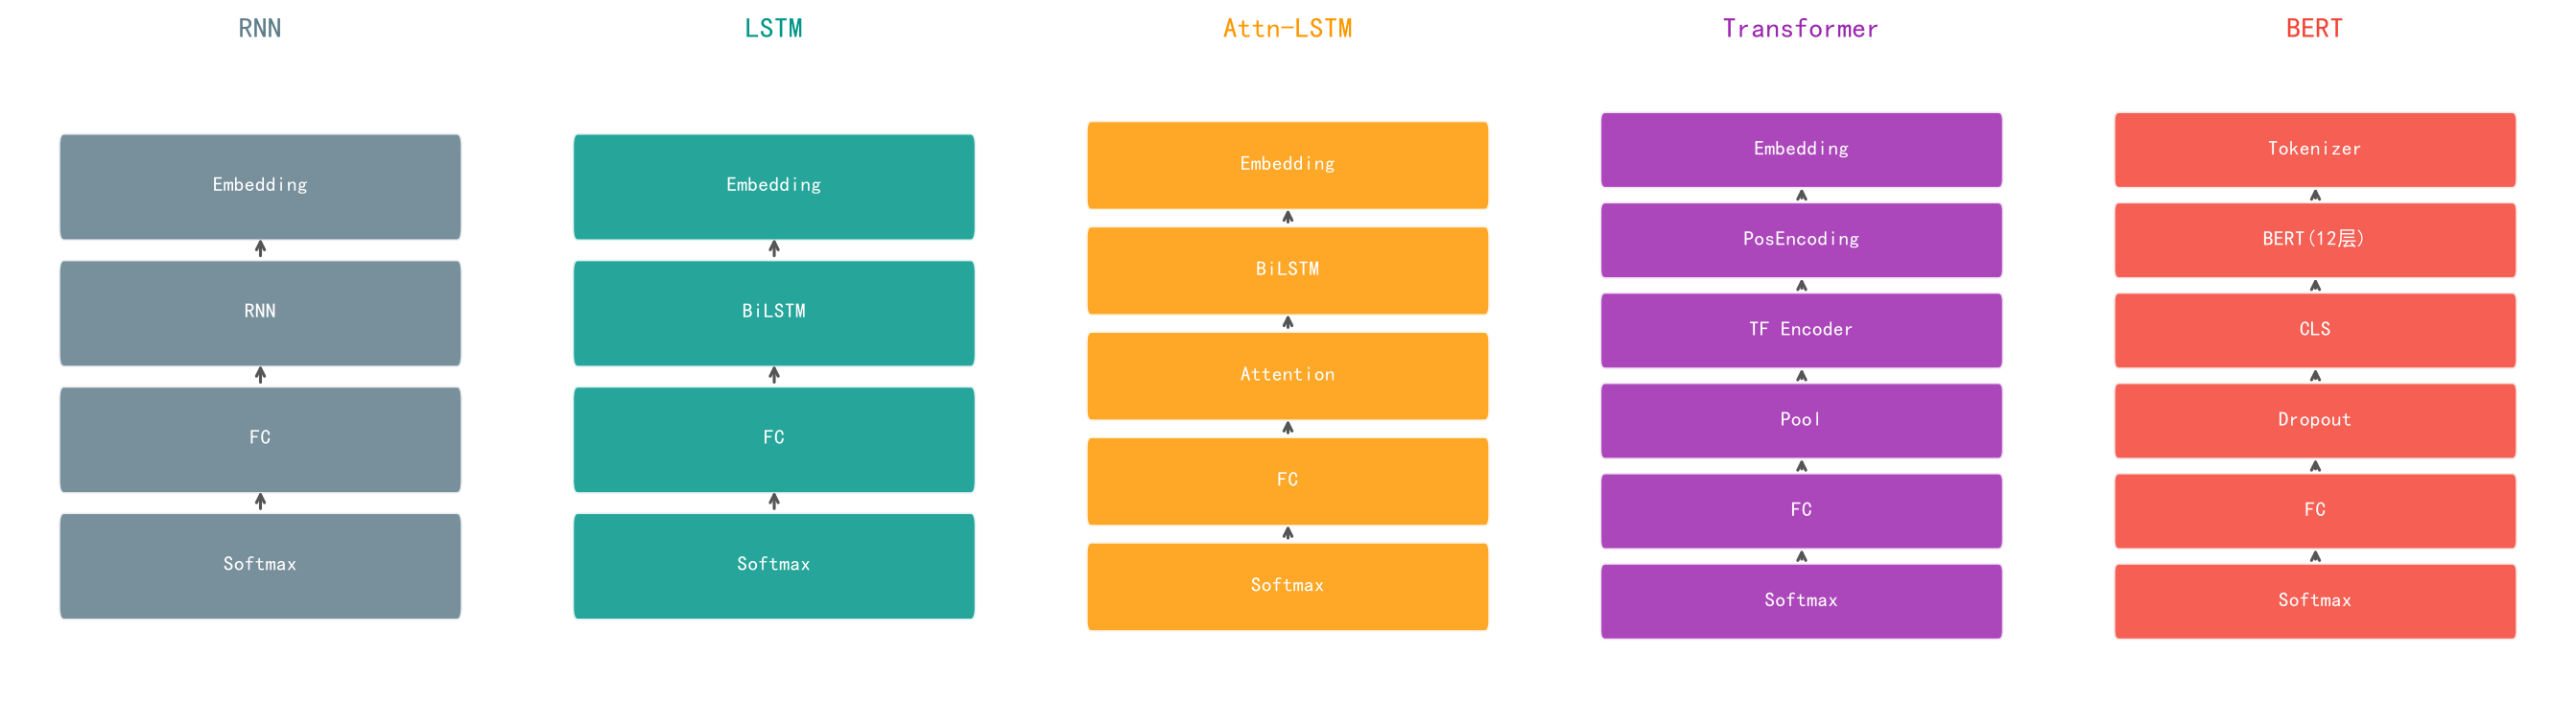 RNN
Embedding
RNN
FC
Softmax
LSTM
Embedding
BiLSTM
FC
Softmax
Attn-LSTM
Embedding
BiLSTM
Attention
FC
Softmax
Transformer
Embedding
PosEncoding
TF Encoder
Pool
FC
Softmax
BERT
Tokenizer
BERT(12层)
CLS
Dropout
FC
Softmax